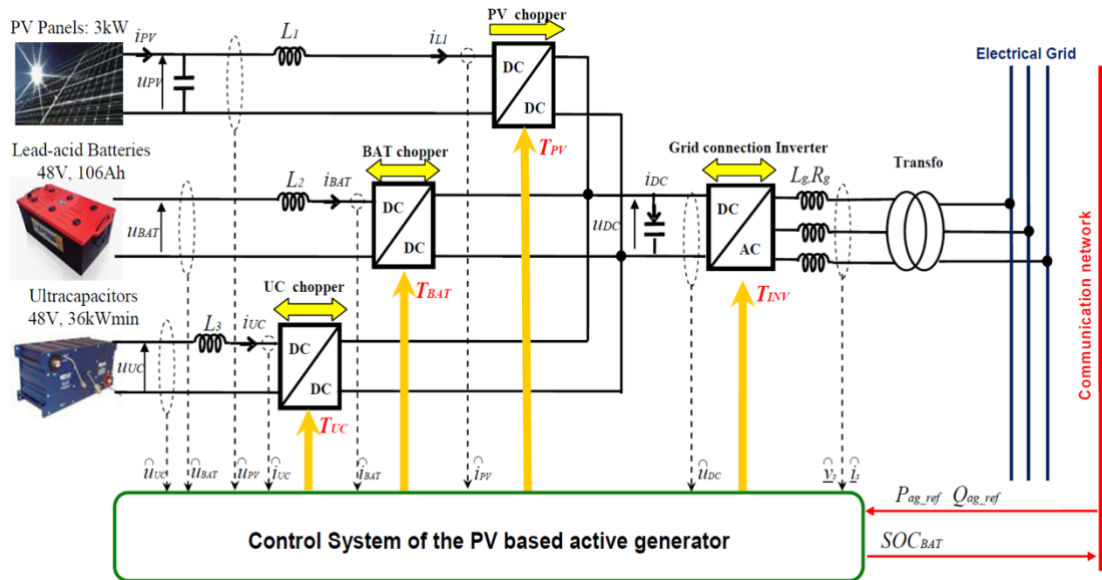 PV Panels: 3kW
iPV
L1
iL1
PV chopper
Electrical Grid
uPV
DC
DC
TPV
Lead-acid Batteries
48V, 106Ah
L2
iBAT
BAT chopper
Grid connection Inverter
Transfo
DC
DC
uBAT
iDC
uDC
DC
AC
Lg,Rg
Ultracapacitors
48V, 36kWmin
UC chopper
TBAT
TINV
L3
iUC
DC
DC
uUC
TUC
Communication network
uUC
uBAT
uPV
iUC
iBAT
iPV
uDC
vs
is
Pag_ref Qag_ref
Control System of the PV based active generator
SOCBAT